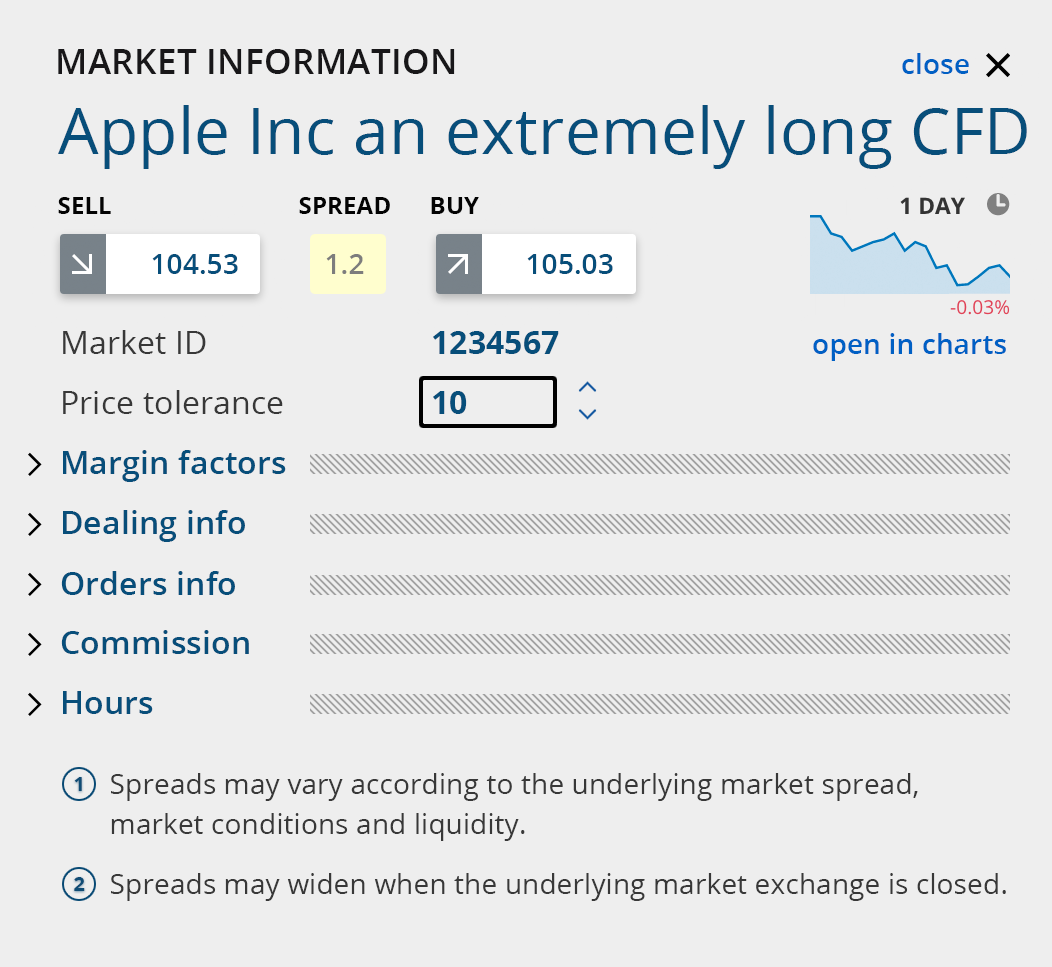 MARKET INFORMATION
close
Apple Inc an extremely long CFD
SELL SPREAD BUY 1 DAY
104.53 1.2 105.03
-0.03%
Market ID 1234567 open in charts
Price tolerance 10
Margin factors
Dealing info
Orders info
Commission
Hours
1 Spreads may vary according to the underlying market spread,
market conditions and liquidity.
2 Spreads may widen when the underlying market exchange is closed.